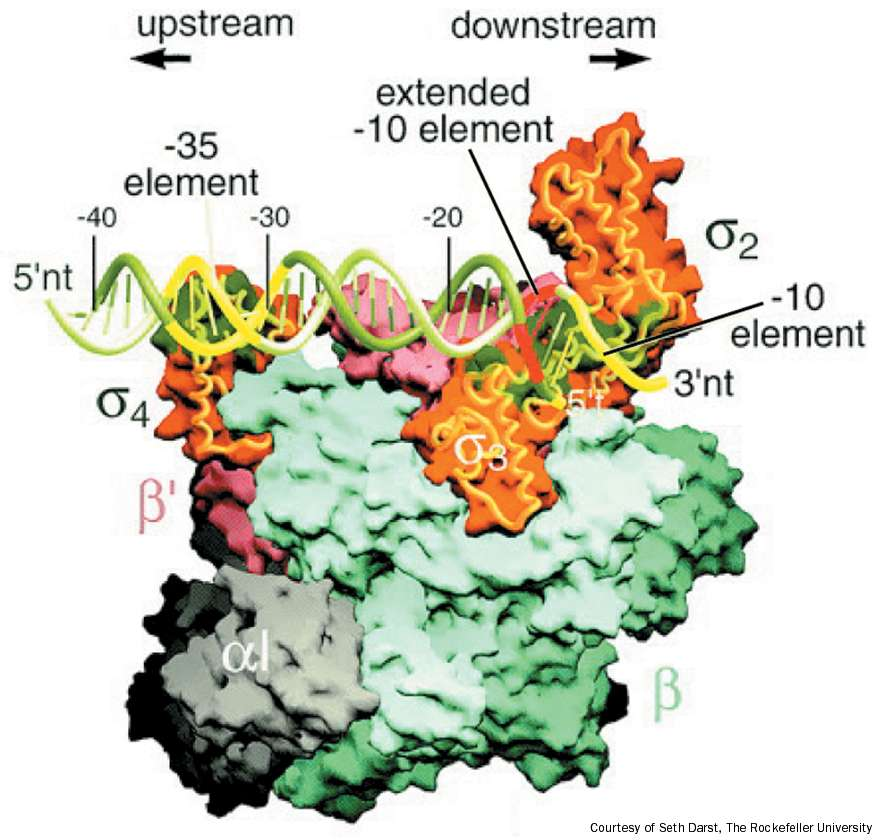 upstream
downstream
extended
-10 element
-35
element
-40
-30
-20
σ2
5'nt
-10
element
3'nt
σ4
5't
σ3
β'
αI
β
Courtesy of Seth Darst, The Rockefeller University